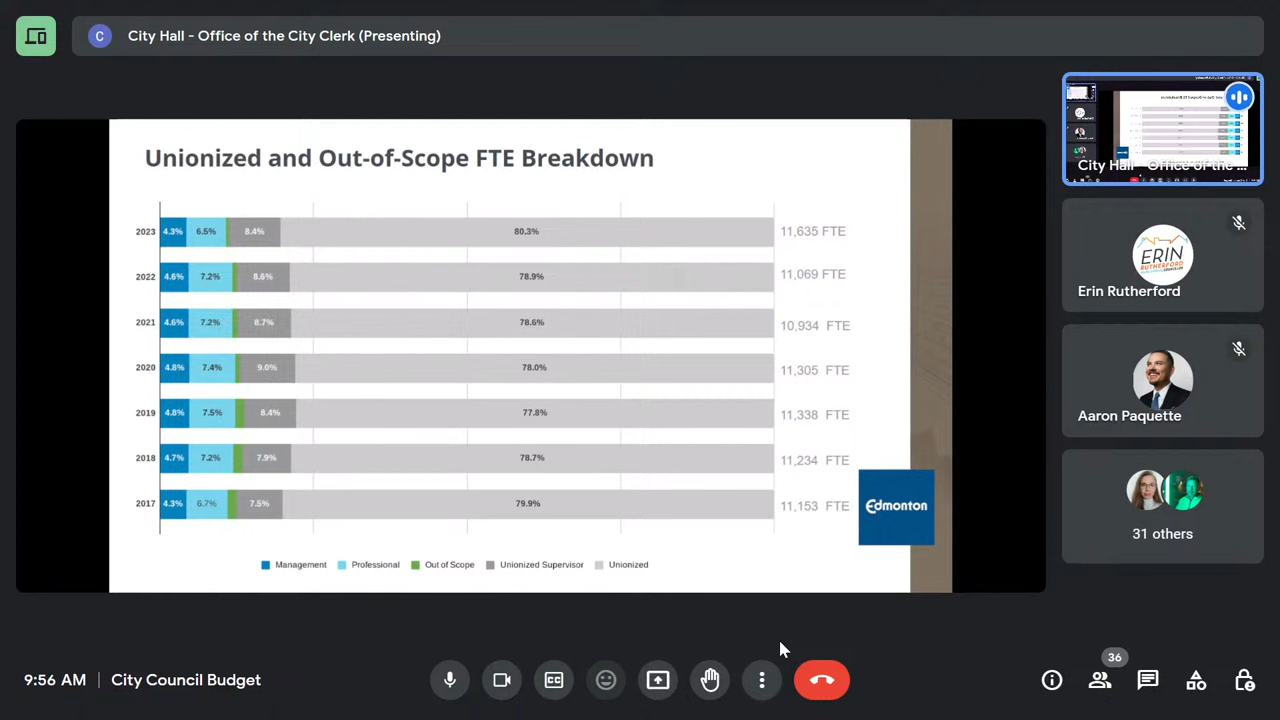 C City Hall - Office of the City Clerk (Presenting)
Unionized and Out-of-Scope FTE Breakdown
2023 4.3% 6.5% 8.4% 80.3% 11,635 FTE
2022 4.6% 7.2% 8.6% 78.9% 11,069 FTE
2021 4.6% 7.2% 8.7% 78.6% 10,934 FTE
2020 4.8% 7.4% 9.0% 78.0% 11,305 FTE
2019 4.8% 7.5% 8.4% 77.8% 11,338 FTE
2018 4.7% 7.2% 7.9% 78.7% 11,234 FTE
2017 4.3% 6.7% 7.5% 79.9% 11,153 FTE
Edmonton
Management Professional Out of Scope Unionized Supervisor Unionized
City Hall - Office of the ...
ERIN
RUTHERFORD
Erin Rutherford
Aaron Paquette
31 others
9:56 AM | City Council Budget
CC
36